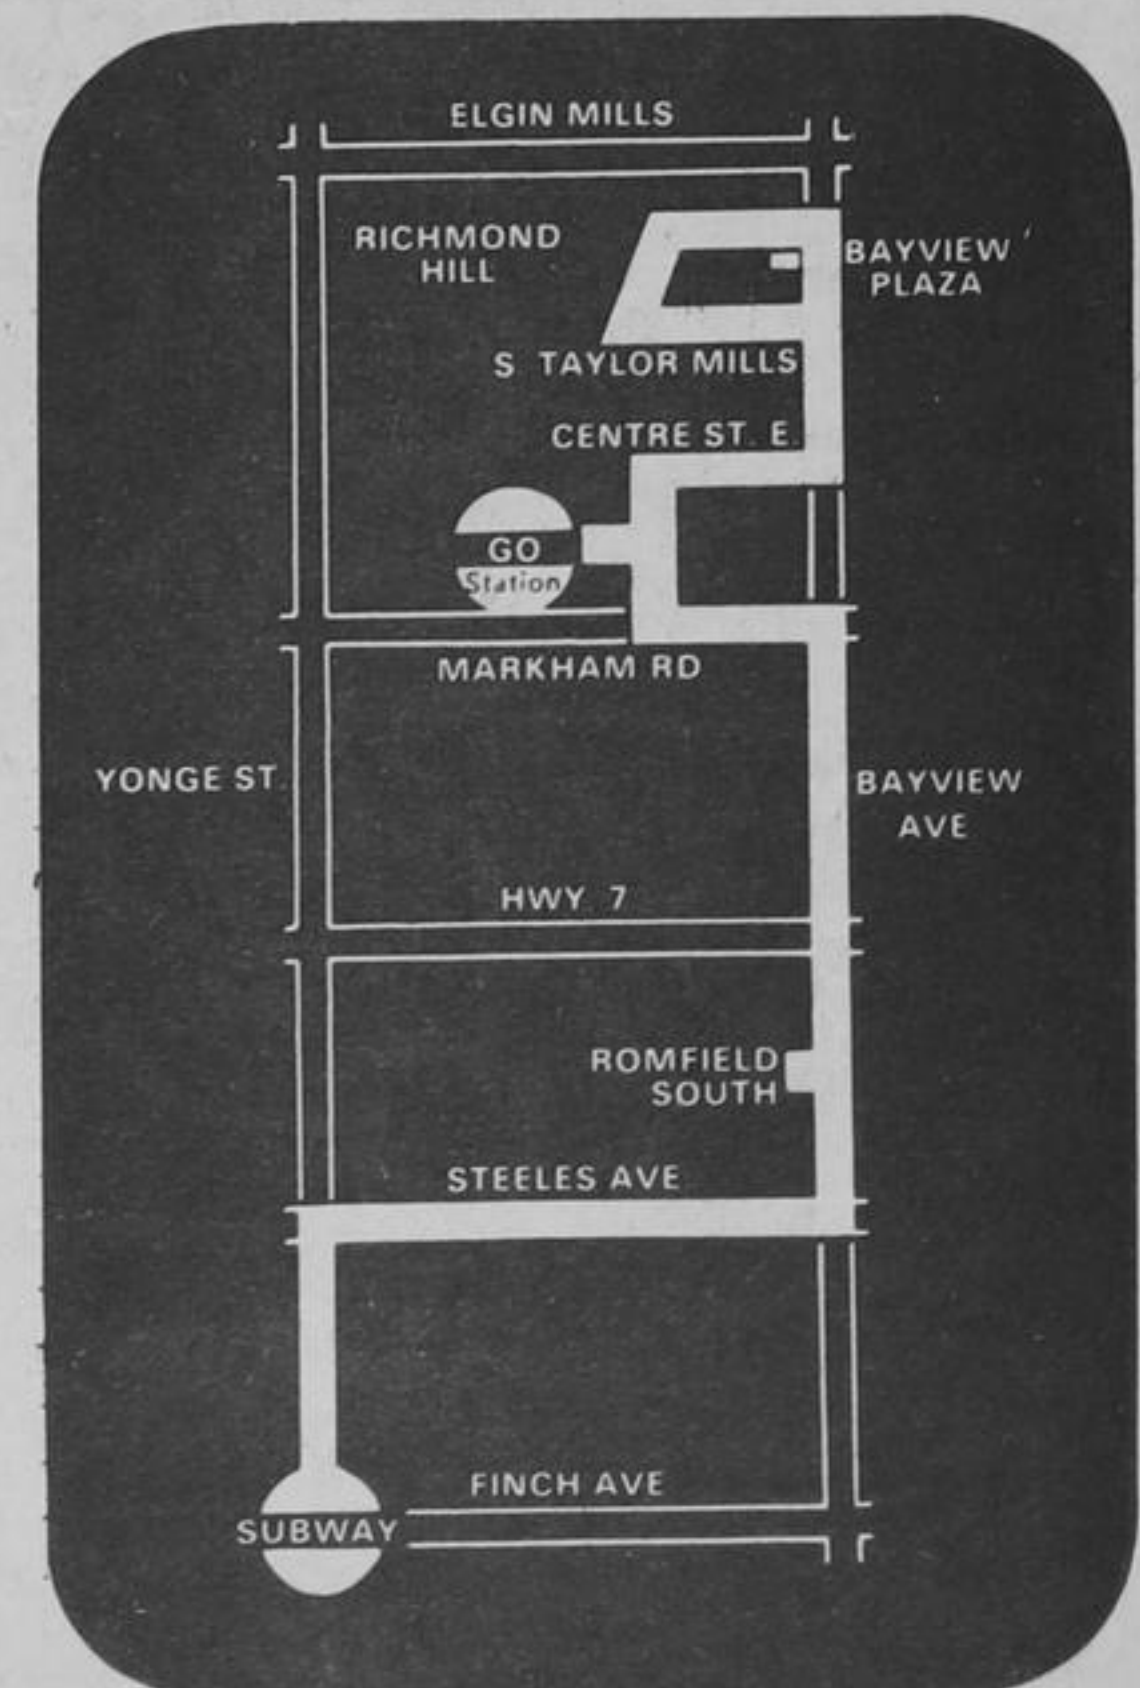 ELGIN MILLS
RICHMOND
HILL
BAYVIEW
PLAZA
S TAYLOR MILLS
CENTRE ST. E.
GO
Station
MARKHAM RD
YONGE ST.
BAYVIEW
AVE
HWY. 7
ROMFIELD
SOUTH
STEELES AVE
FINCH AVE
SUBWAY